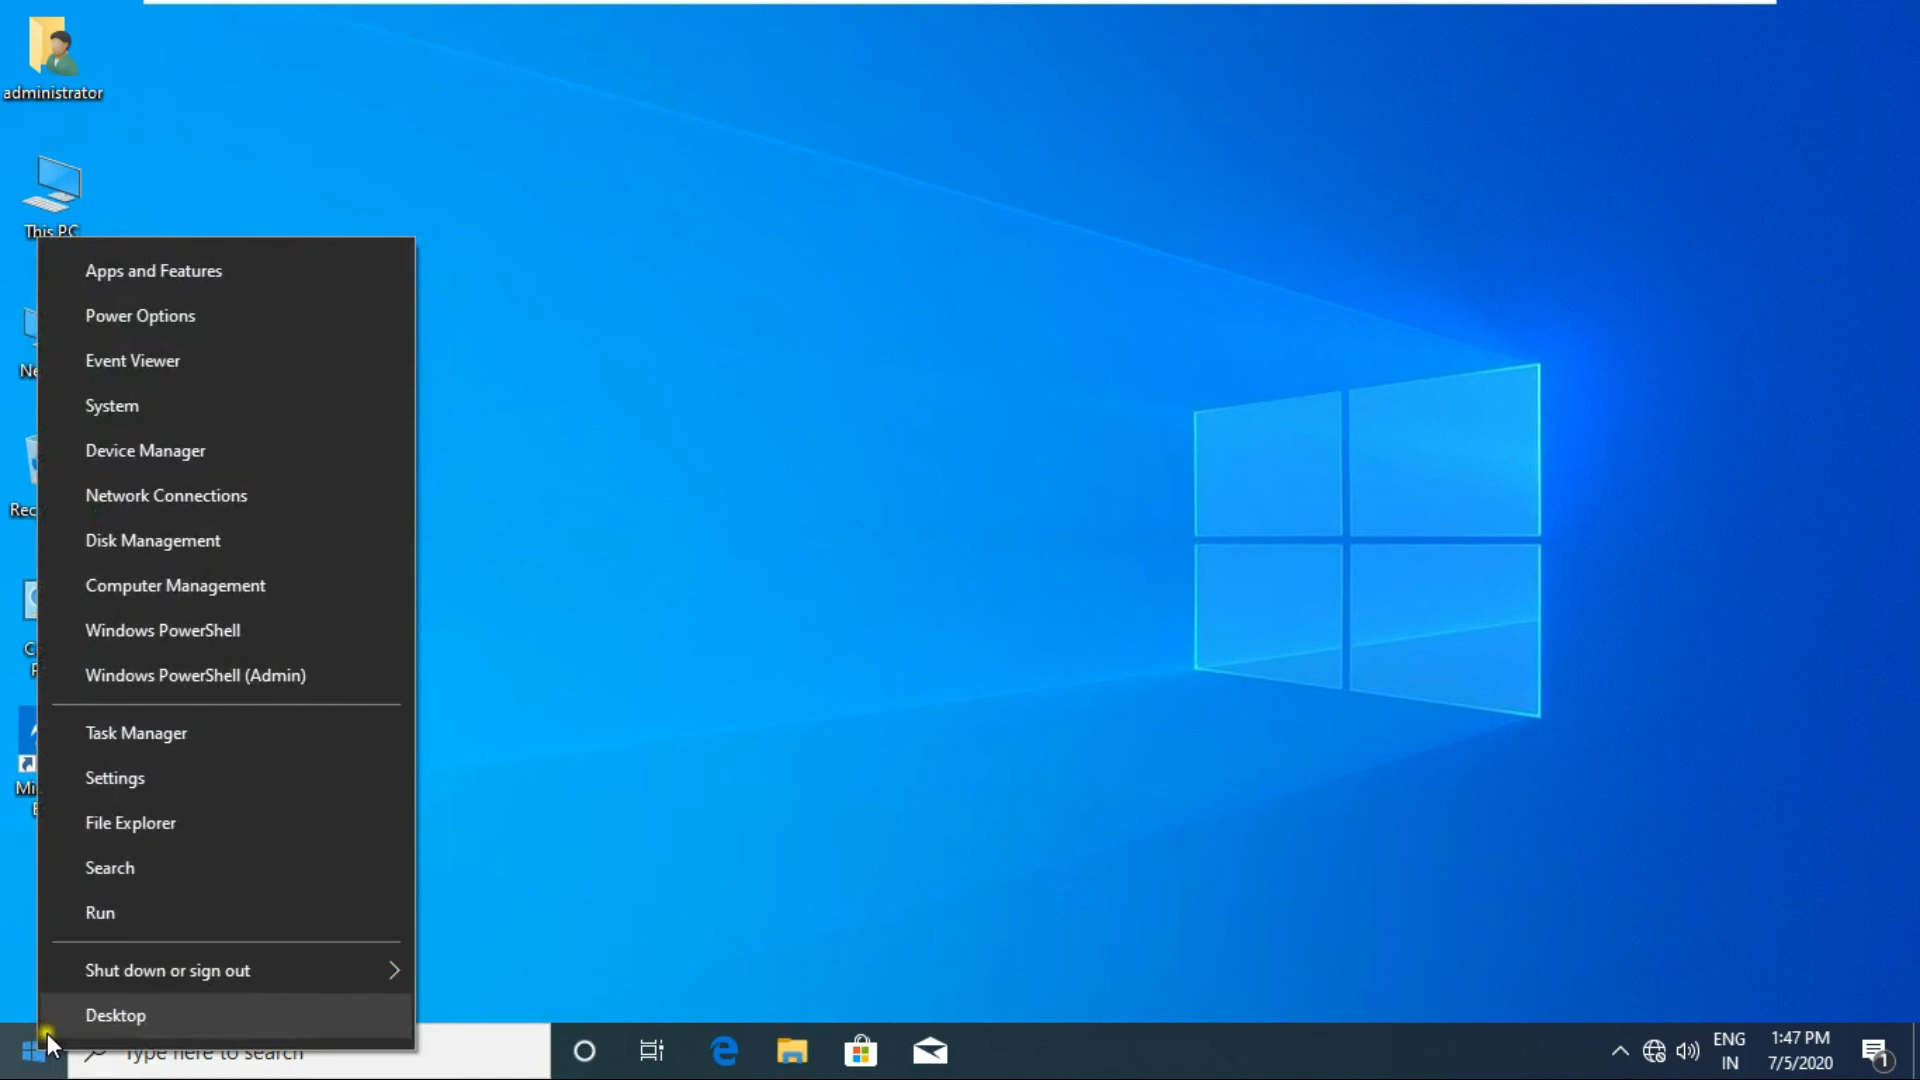 administrator
This PC
Apps and Features
Power Options
Event Viewer
System
Device Manager
Network Connections
Disk Management
Computer Management
Windows PowerShell
Windows PowerShell (Admin)
Task Manager
Settings
File Explorer
Search
Run
Shut down or sign out
Desktop
Type here to search
ENG
IN
1:47 PM
7/5/2020
1